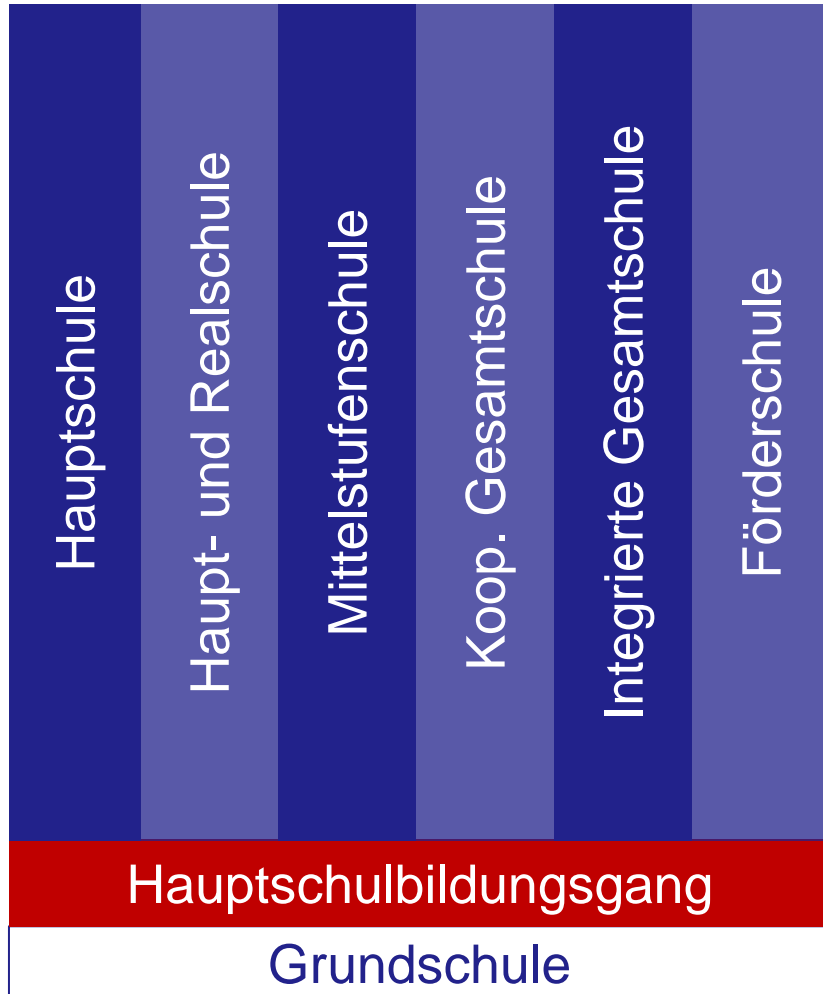 Hauptschule
Haupt- und Realschule
Mittelstufenschule
Koop. Gesamtschule
Integrierte Gesamtschule
Förderschule
Hauptschulbildungsgang
Grundschule